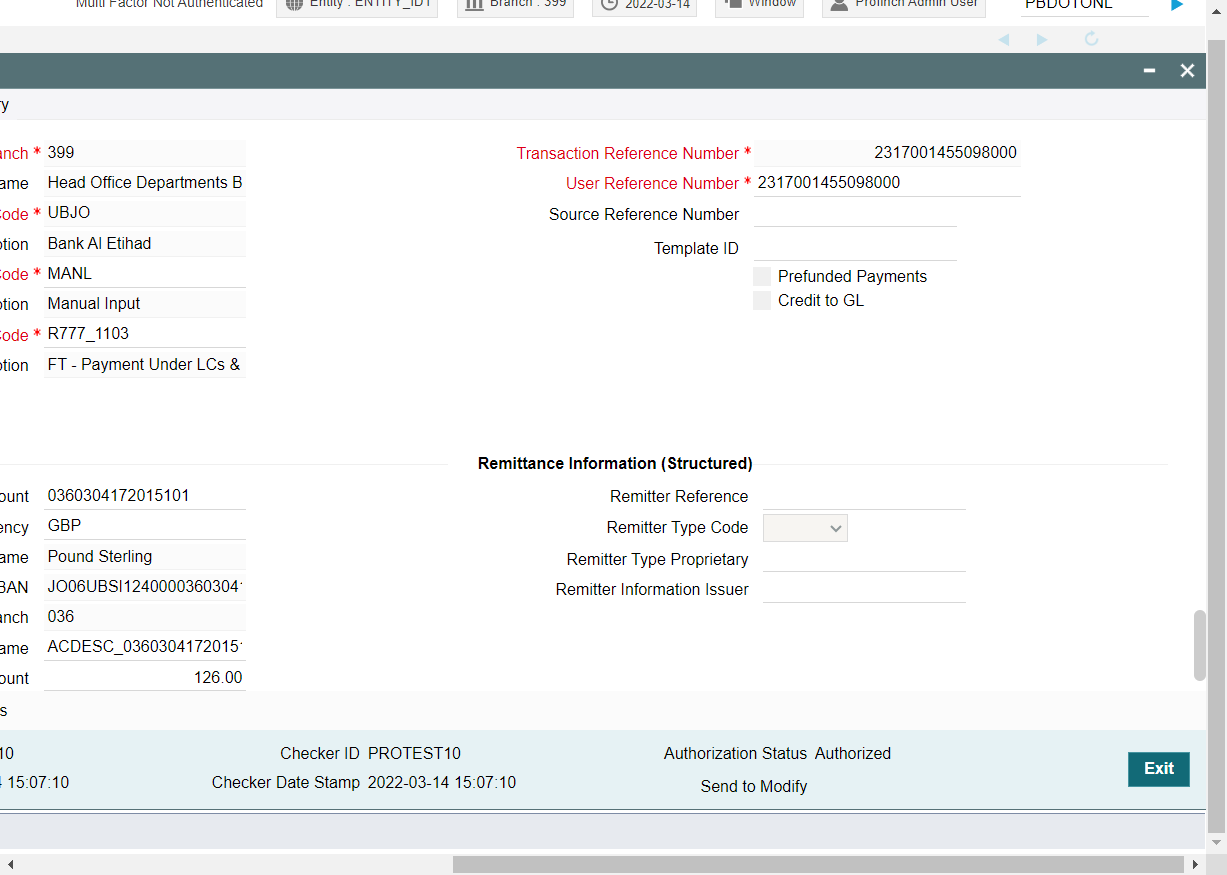 Multi Factor Not Authenticated Entity : ENTITY_ID1 Branch : 399 2022-03-14 Window Profinch Admin User PBDOTONL
ry
anch * 399 Transaction Reference Number * 2317001455098000
ame Head Office Departments B User Reference Number * 2317001455098000
Code * UBJO Source Reference Number
ption Bank Al Etihad Template ID
Code * MANL Prefunded Payments
ption Manual Input Credit to GL
Code * R777_1103
ption FT - Payment Under LCs &
Remittance Information (Structured)
ount 0360304172015101 Remitter Reference
ency GBP Remitter Type Code
ame Pound Sterling Remitter Type Proprietary
BAN JO06UBSI1240000360304 Remitter Information Issuer
anch 036
ame ACDESC_0360304172015
ount 126.00
s
10 Checker ID PROTEST10 Authorization Status Authorized
4 15:07:10 Checker Date Stamp 2022-03-14 15:07:10 Send to Modify
Exit